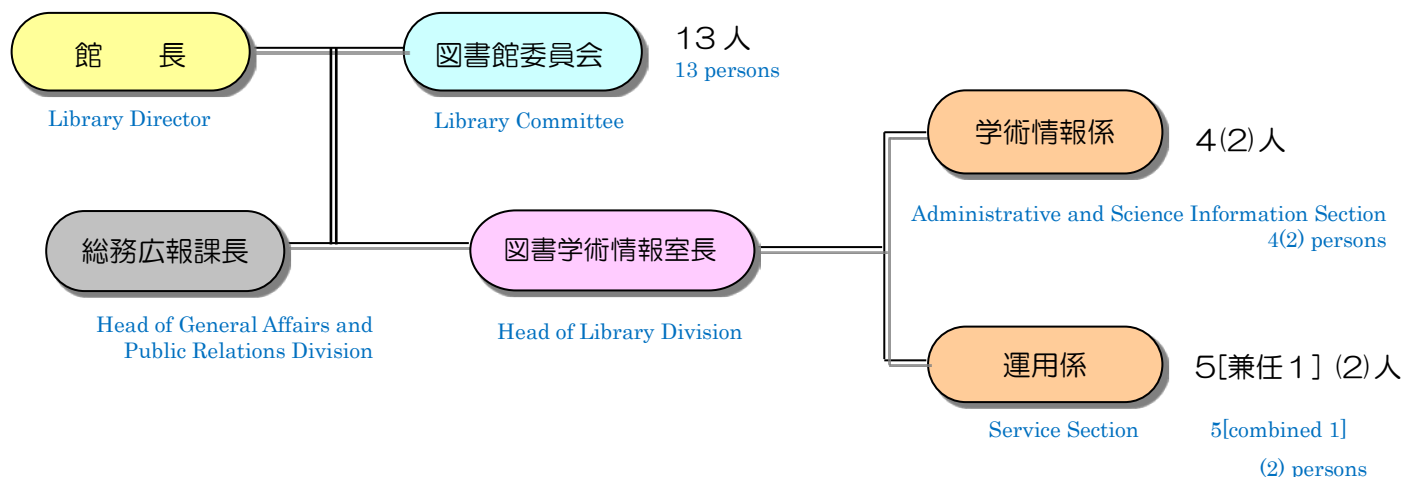 館　　長
図書館委員会
13 人
13 persons
Library Director
Library Committee
学術情報係
4(2)人
Administrative and Science Information Section
4(2) persons
総務広報課長
図書学術情報室長
Head of General Affairs and
Public Relations Division
Head of Library Division
運用係
5[兼任１] (2)人
Service Section
5[combined 1]
(2) persons